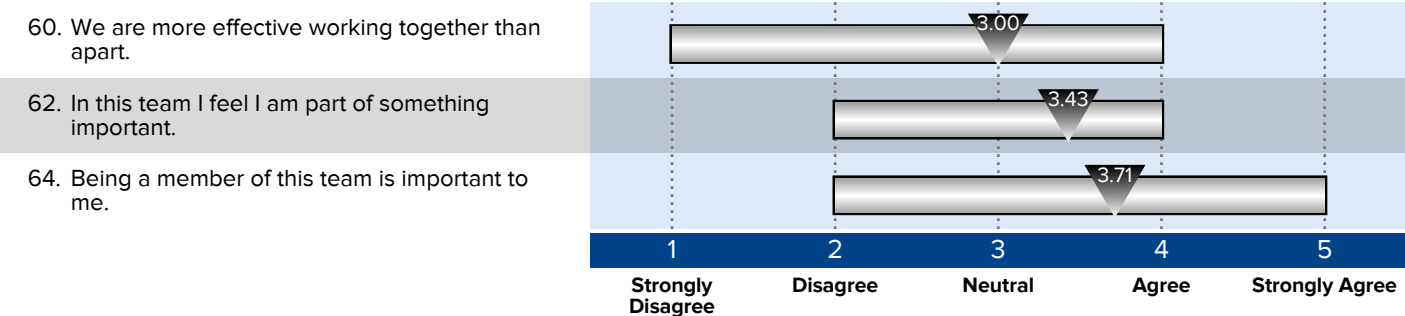 60. We are more effective working together than
apart.
3.00
62. In this team I feel I am part of something
important.
3.43
64. Being a member of this team is important to
me.
3.71
1 2 3 4 5
Strongly Disagree Neutral Agree Strongly Agree
Disagree